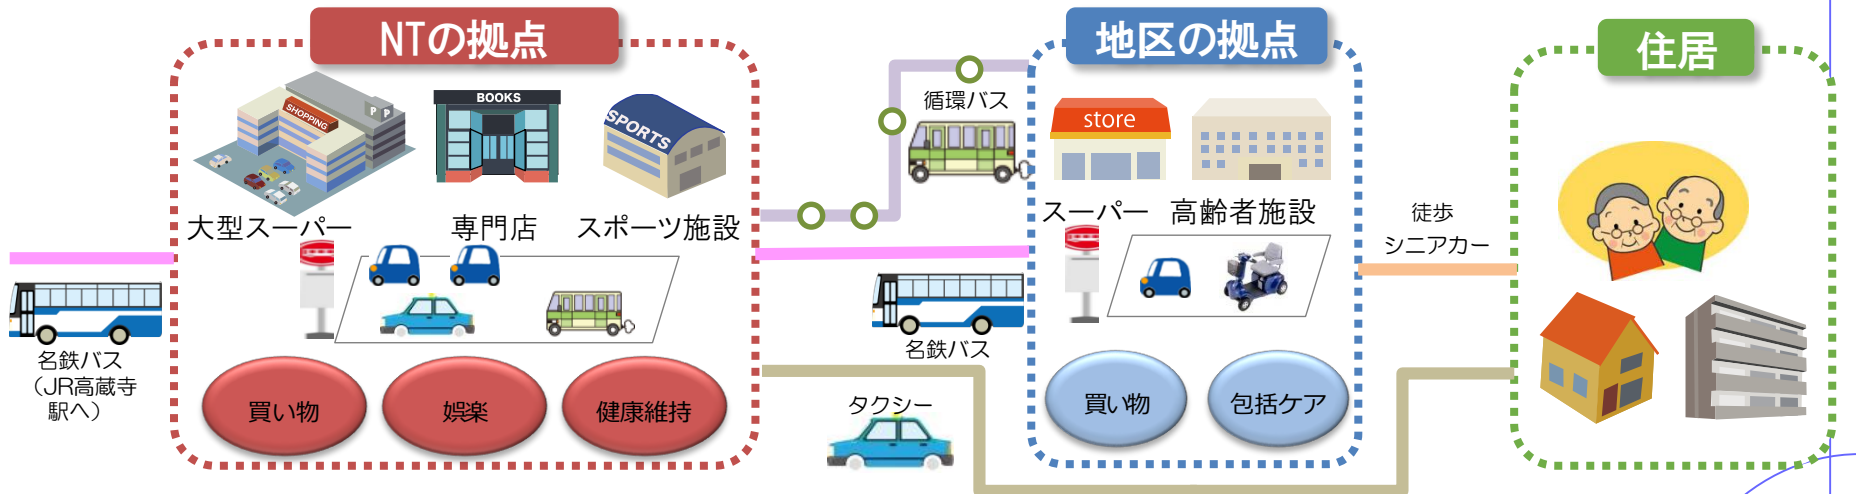 NTの拠点
地区の拠点
住居
SHOPPING
P P
BOOKS
SPORTS
大型スーパー
専門店
スポーツ施設
循環バス
store
スーパー
高齢者施設
徒歩
シニアカー
名鉄バス
（JR高蔵寺
駅へ）
名鉄バス
買い物
娯楽
健康維持
タクシー
買い物
包括ケア